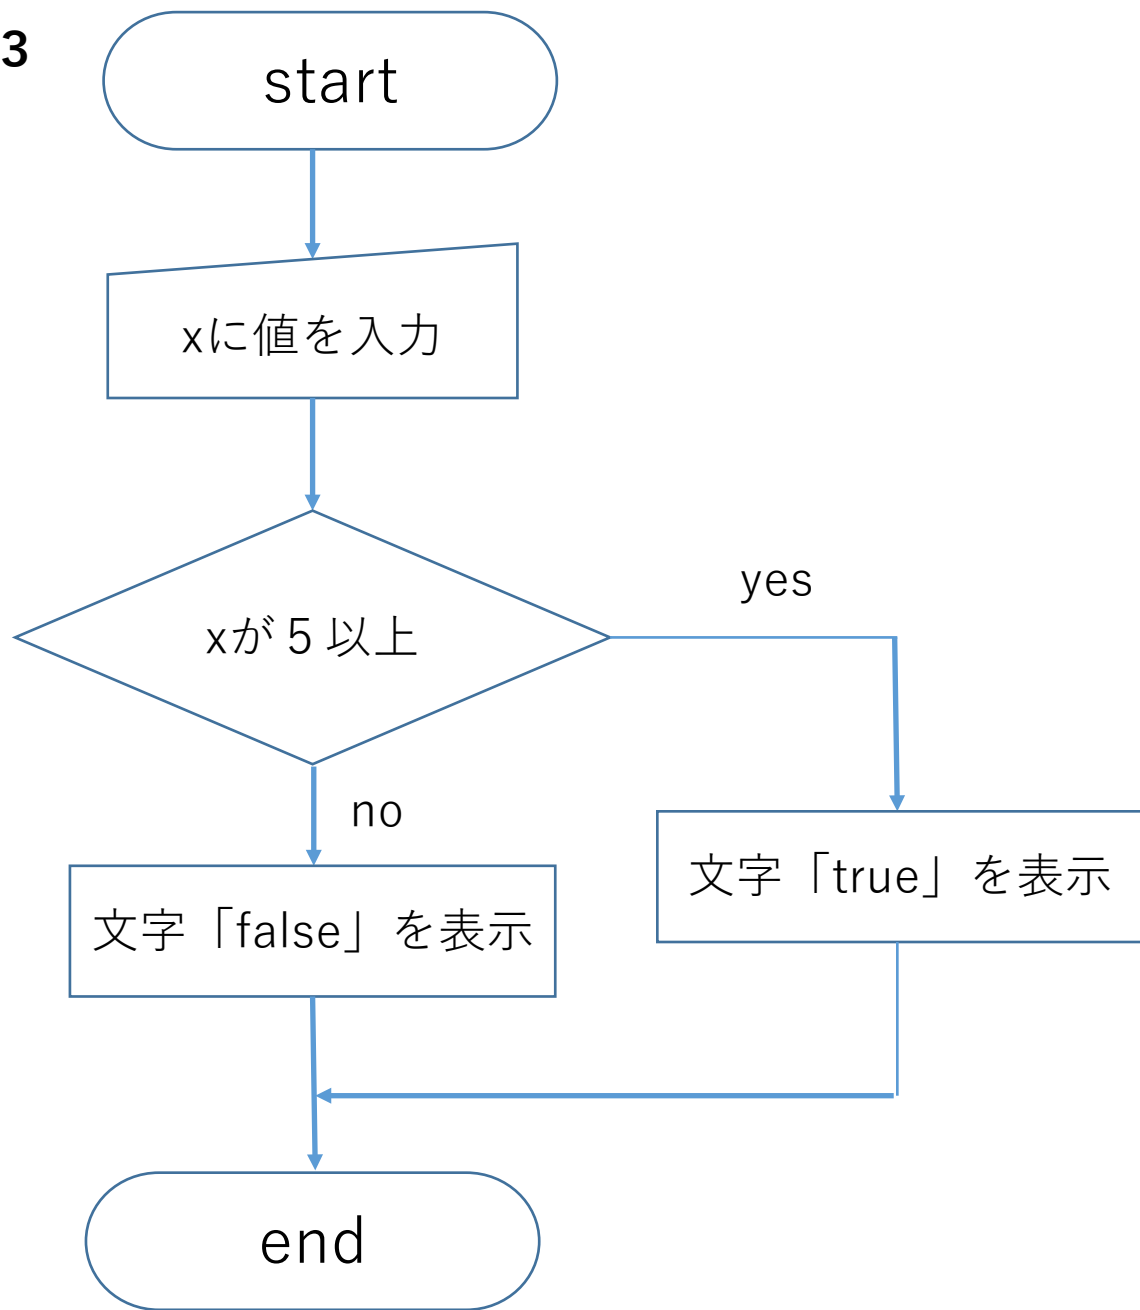 3
start
xに値を入力
xが５以上
yes
no
文字「true」を表示
文字「false」を表示
end